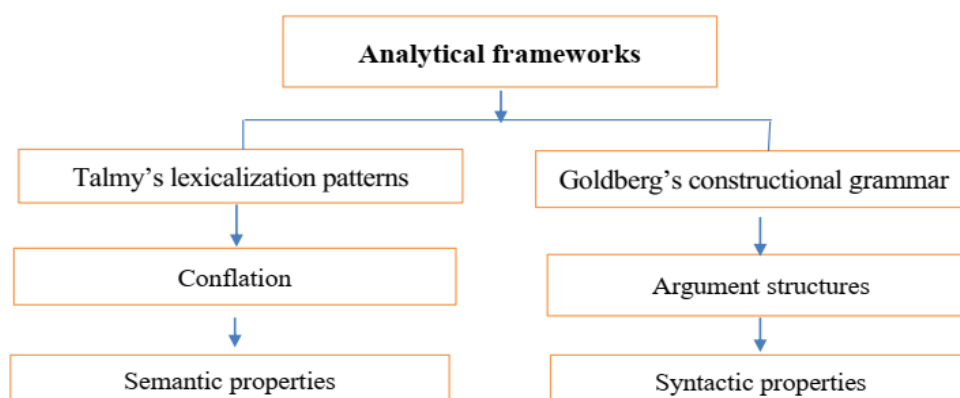 Analytical frameworks
Talmy’s lexicalization patterns
Goldberg’s constructional grammar
Conflation
Argument structures
Semantic properties
Syntactic properties